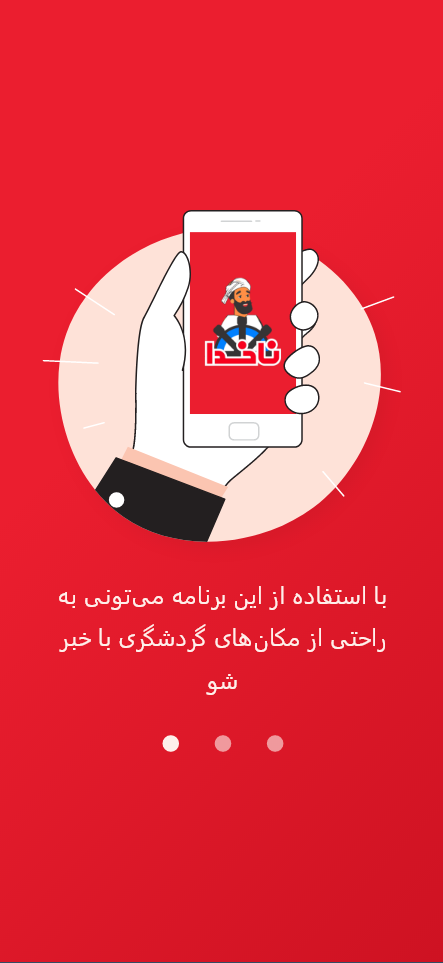 ناخدا
با استفاده از این برنامه می‌تونی به
راحتی از مکان‌های گردشگری با خبر
شو